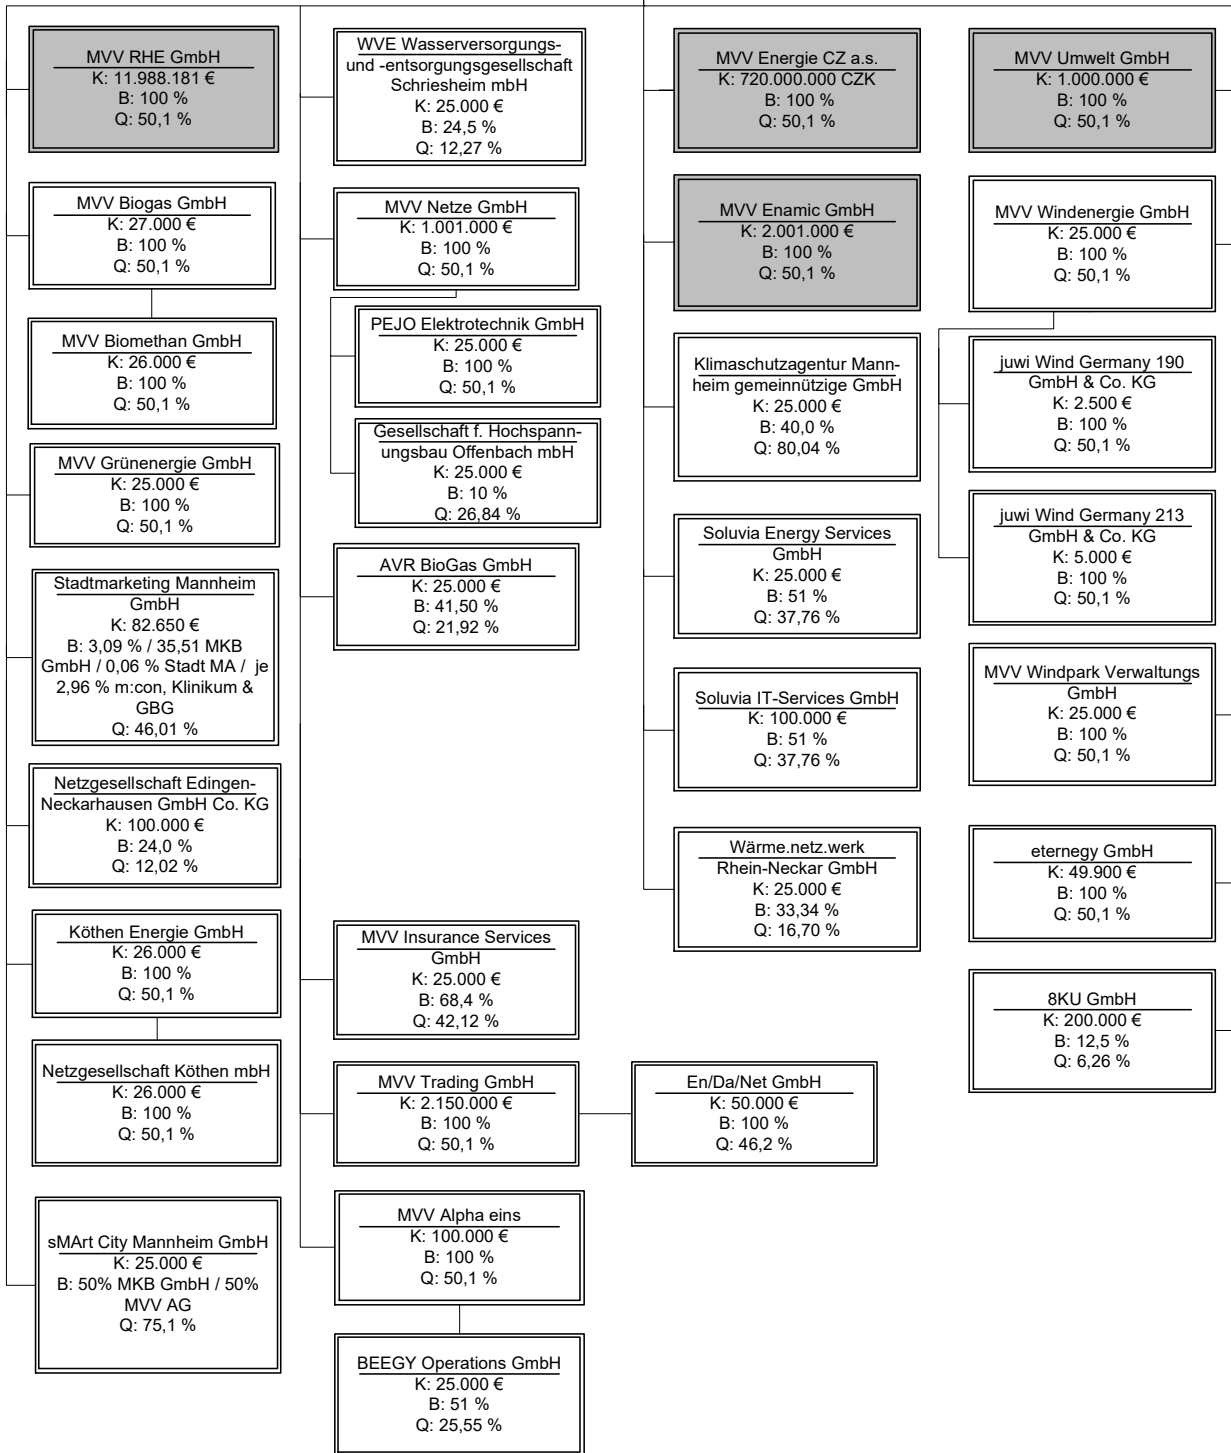 MVV RHE GmbH
K: 11.988.181 €
B: 100 %
Q: 50,1 %
MVV Biogas GmbH
K: 27.000 €
B: 100 %
Q: 50,1 %
MVV Biomethan GmbH
K: 26.000 €
B: 100 %
Q: 50,1 %
MVV Grünenergie GmbH
K: 25.000 €
B: 100 %
Q: 50,1 %
Stadtmarketing Mannheim
GmbH
K: 82.650 €
B: 3,09 % / 35,51 MKB
GmbH / 0,06 % Stadt MA / je
2,96 % m:con, Klinikum &
GBG
Q: 46,01 %
Netzgesellschaft Edingen-
Neckarhausen GmbH Co. KG
K: 100.000 €
B: 24,0 %
Q: 12,02 %
Köthen Energie GmbH
K: 26.000 €
B: 100 %
Q: 50,1 %
Netzgesellschaft Köthen mbH
K: 26.000 €
B: 100 %
Q: 50,1 %
sMArt City Mannheim GmbH
K: 25.000 €
B: 50% MKB GmbH / 50%
MVV AG
Q: 75,1 %
WVE Wasserversorgungs-
und -entsorgungsgesellschaft
Schriesheim mbH
K: 25.000 €
B: 24,5 %
Q: 12,27 %
MVV Netze GmbH
K: 1.001.000 €
B: 100 %
Q: 50,1 %
PEJO Elektrotechnik GmbH
K: 25.000 €
B: 100 %
Q: 50,1 %
Gesellschaft f. Hochspann-
ungsbau Offenbach mbH
K: 25.000 €
B: 10 %
Q: 26,84 %
AVR BioGas GmbH
K: 25.000 €
B: 41,50 %
Q: 21,92 %
MVV Insurance Services
GmbH
K: 25.000 €
B: 68,4 %
Q: 42,12 %
MVV Trading GmbH
K: 2.150.000 €
B: 100 %
Q: 50,1 %
En/Da/Net GmbH
K: 50.000 €
B: 100 %
Q: 46,2 %
MVV Alpha eins
K: 100.000 €
B: 100 %
Q: 50,1 %
BEEGY Operations GmbH
K: 25.000 €
B: 51 %
Q: 25,55 %
MVV Energie CZ a.s.
K: 720.000.000 CZK
B: 100 %
Q: 50,1 %
MVV Enamic GmbH
K: 2.001.000 €
B: 100 %
Q: 50,1 %
Klimaschutzagentur Mann-
heim gemeinnützige GmbH
K: 25.000 €
B: 40,0 %
Q: 80,04 %
Soluvia Energy Services
GmbH
K: 25.000 €
B: 51 %
Q: 37,76 %
Soluvia IT-Services GmbH
K: 100.000 €
B: 51 %
Q: 37,76 %
Wärme.netz.werk
Rhein-Neckar GmbH
K: 25.000 €
B: 33,34 %
Q: 16,70 %
MVV Umwelt GmbH
K: 1.000.000 €
B: 100 %
Q: 50,1 %
MVV Windenergie GmbH
K: 25.000 €
B: 100 %
Q: 50,1 %
juwi Wind Germany 190
GmbH & Co. KG
K: 2.500 €
B: 100 %
Q: 50,1 %
juwi Wind Germany 213
GmbH & Co. KG
K: 5.000 €
B: 100 %
Q: 50,1 %
MVV Windpark Verwaltungs
GmbH
K: 25.000 €
B: 100 %
Q: 50,1 %
eternegy GmbH
K: 49.900 €
B: 100 %
Q: 50,1 %
8KU GmbH
K: 200.000 €
B: 12,5 %
Q: 6,26 %